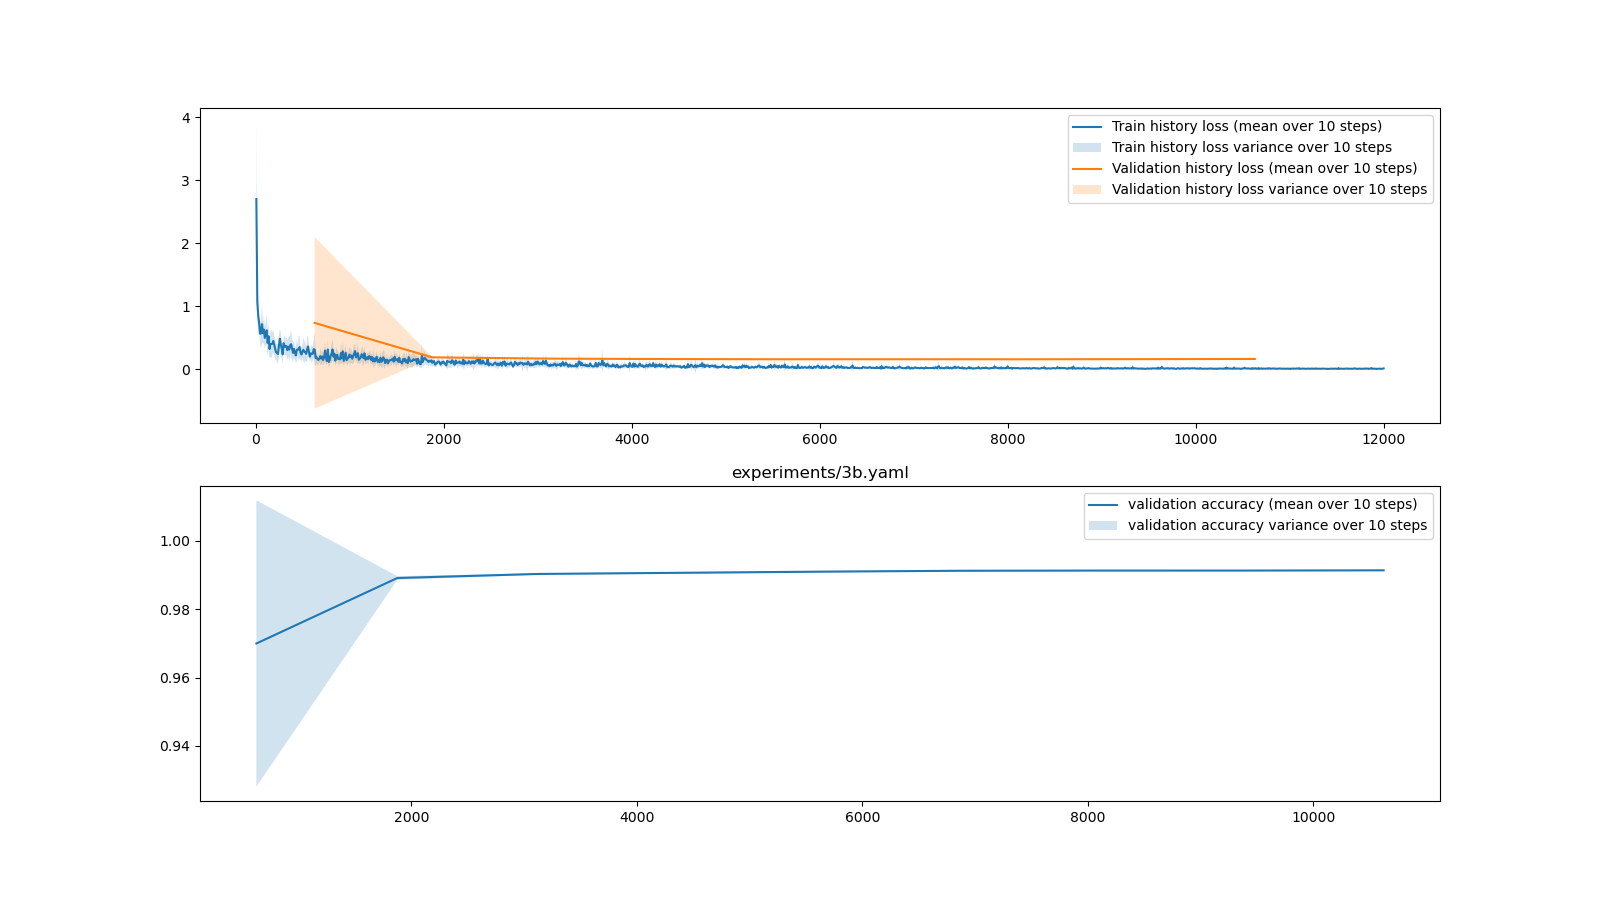 4
3
2
1
0
Train history loss (mean over 10 steps)
Train history loss variance over 10 steps
Validation history loss (mean over 10 steps)
Validation history loss variance over 10 steps
0 2000 4000 6000 8000 10000 12000
experiments/3b.yaml
1.00
0.98
0.96
0.94
validation accuracy (mean over 10 steps)
validation accuracy variance over 10 steps
2000 4000 6000 8000 10000